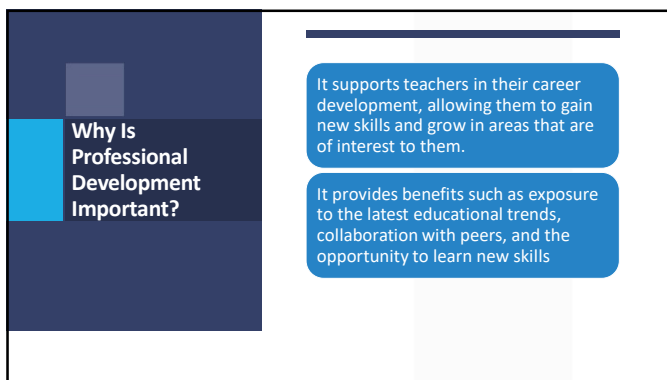 Why Is
Professional
Development
Important?
It supports teachers in their career
development, allowing them to gain
new skills and grow in areas that are
of interest to them.
It provides benefits such as exposure
to the latest educational trends,
collaboration with peers, and the
opportunity to learn new skills